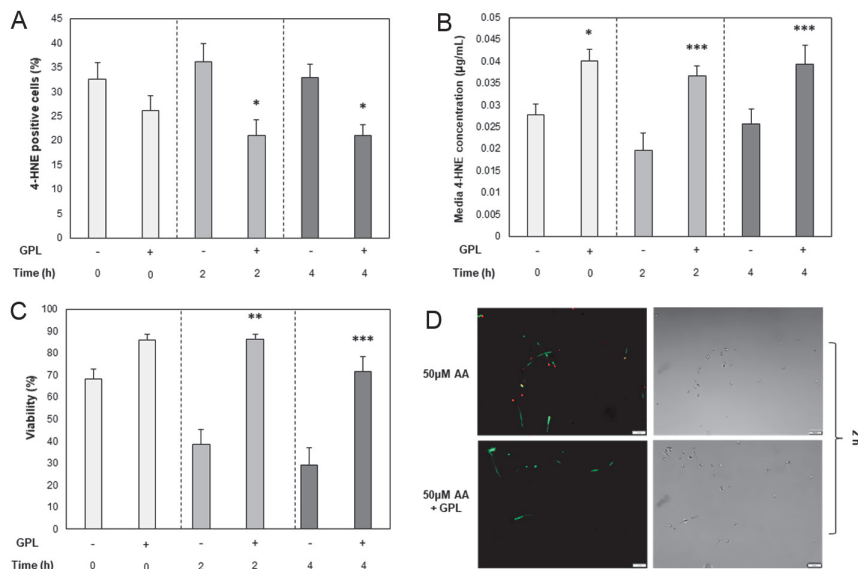 A
4-HNE positive cells (%)
45
40
35
30
25
20
15
10
5
0
* *
GPL - + - + - +
Time (h) 0 0 2 2 4 4
B
Media 4-HNE concentration (µg/mL)
0.05
0.045
0.04
0.035
0.03
0.025
0.02
0.015
0.01
0.005
0
* *** ***
GPL - + - + - +
Time (h) 0 0 2 2 4 4
C
Viability (%)
100
90
80
70
60
50
40
30
20
10
0
** ***
GPL - + - + - +
Time (h) 0 0 2 2 4 4
D
50µM AA
50µM AA
+ GPL
2h